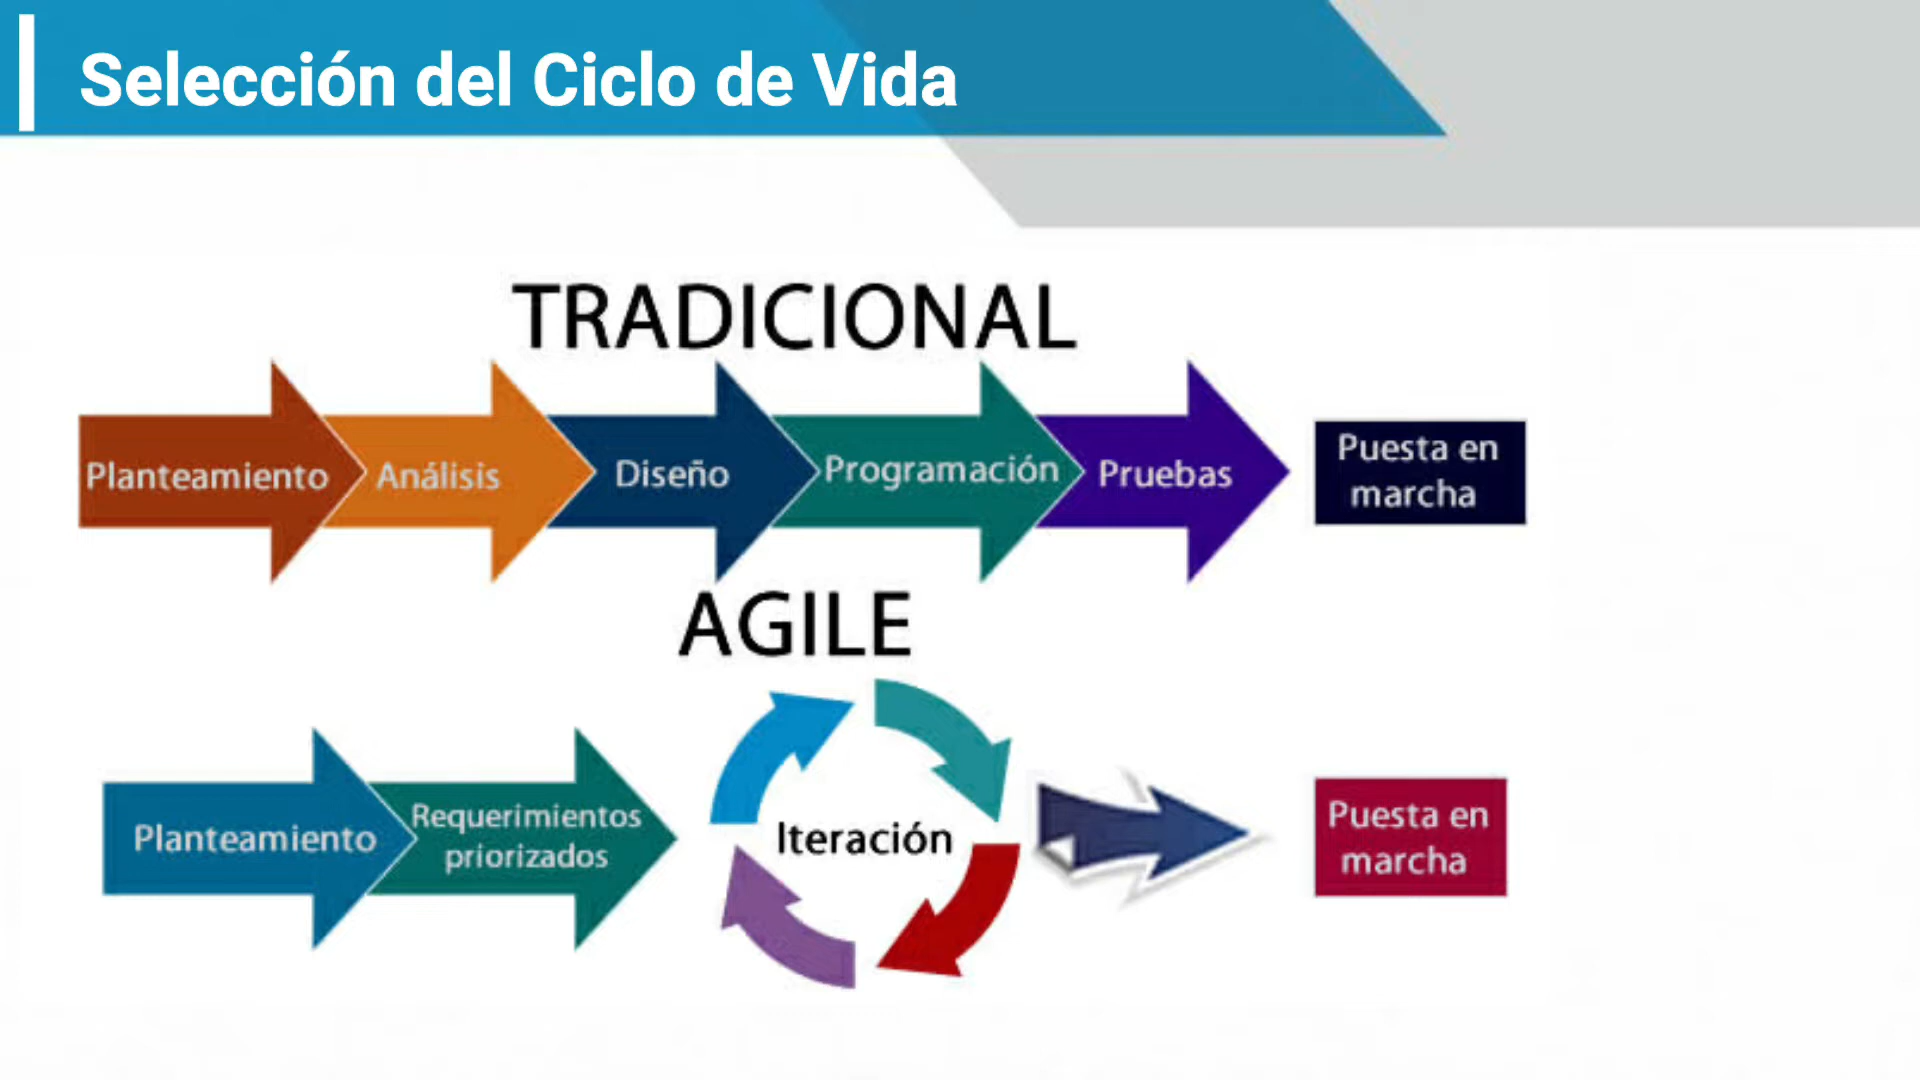 Selección del Ciclo de Vida
TRADICIONAL
Planteamiento
Análisis
Diseño
Programación
Pruebas
Puesta en
marcha
AGILE
Planteamiento
Requerimientos
priorizados
Iteración
Puesta en
marcha